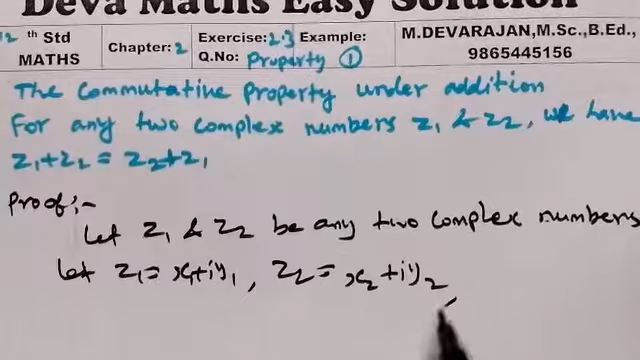 Deva Maths Easy Solution
12 th Std MATHS
Chapter: 2
Exercise: 2.3 Example:
Q.No: Property ①
M.DEVARAJAN,M.Sc.,B.Ed.,
9865445156
The Commutative Property under addition
For any two complex numbers z₁ & z₂, we have
z₁+z₂ = z₂+z₁
Proof:-
Let z₁ & z₂ be any two complex numbers
Let z₁ = x₁+iy₁, z₂ = x₂+iy₂,